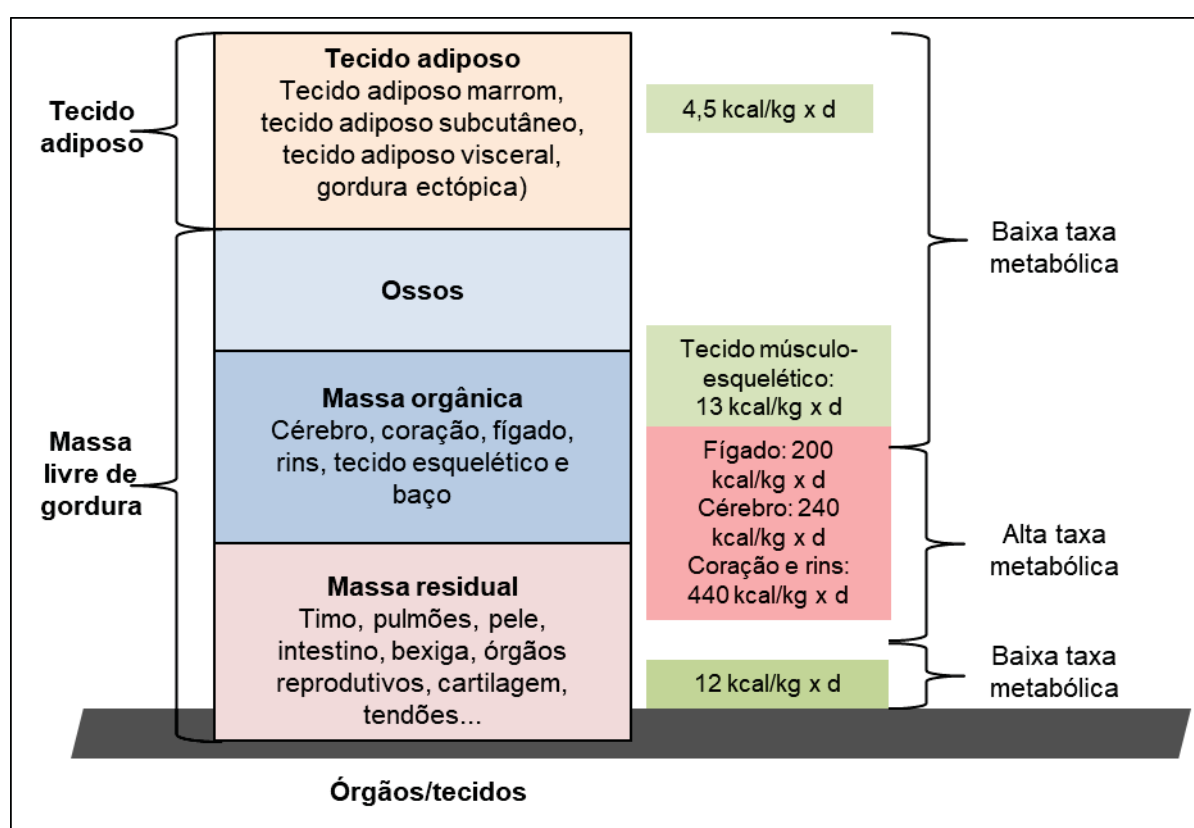 Tecido
adiposo
Tecido adiposo
Tecido adiposo marrom,
tecido adiposo subcutâneo,
tecido adiposo visceral,
gordura ectópica)
4,5 kcal/kg x d
Baixa taxa
metabólica
Ossos
Massa
livre de
gordura
Massa orgânica
Cérebro, coração, fígado,
rins, tecido esquelético e
baço
Tecido músculo-
esquelético:
13 kcal/kg x d
Fígado: 200
kcal/kg x d
Cérebro: 240
kcal/kg x d
Coração e rins:
440 kcal/kg x d
Alta taxa
metabólica
Massa residual
Timo, pulmões, pele,
intestino, bexiga, órgãos
reprodutivos, cartilagem,
tendões...
12 kcal/kg x d
Baixa taxa
metabólica
Órgãos/tecidos